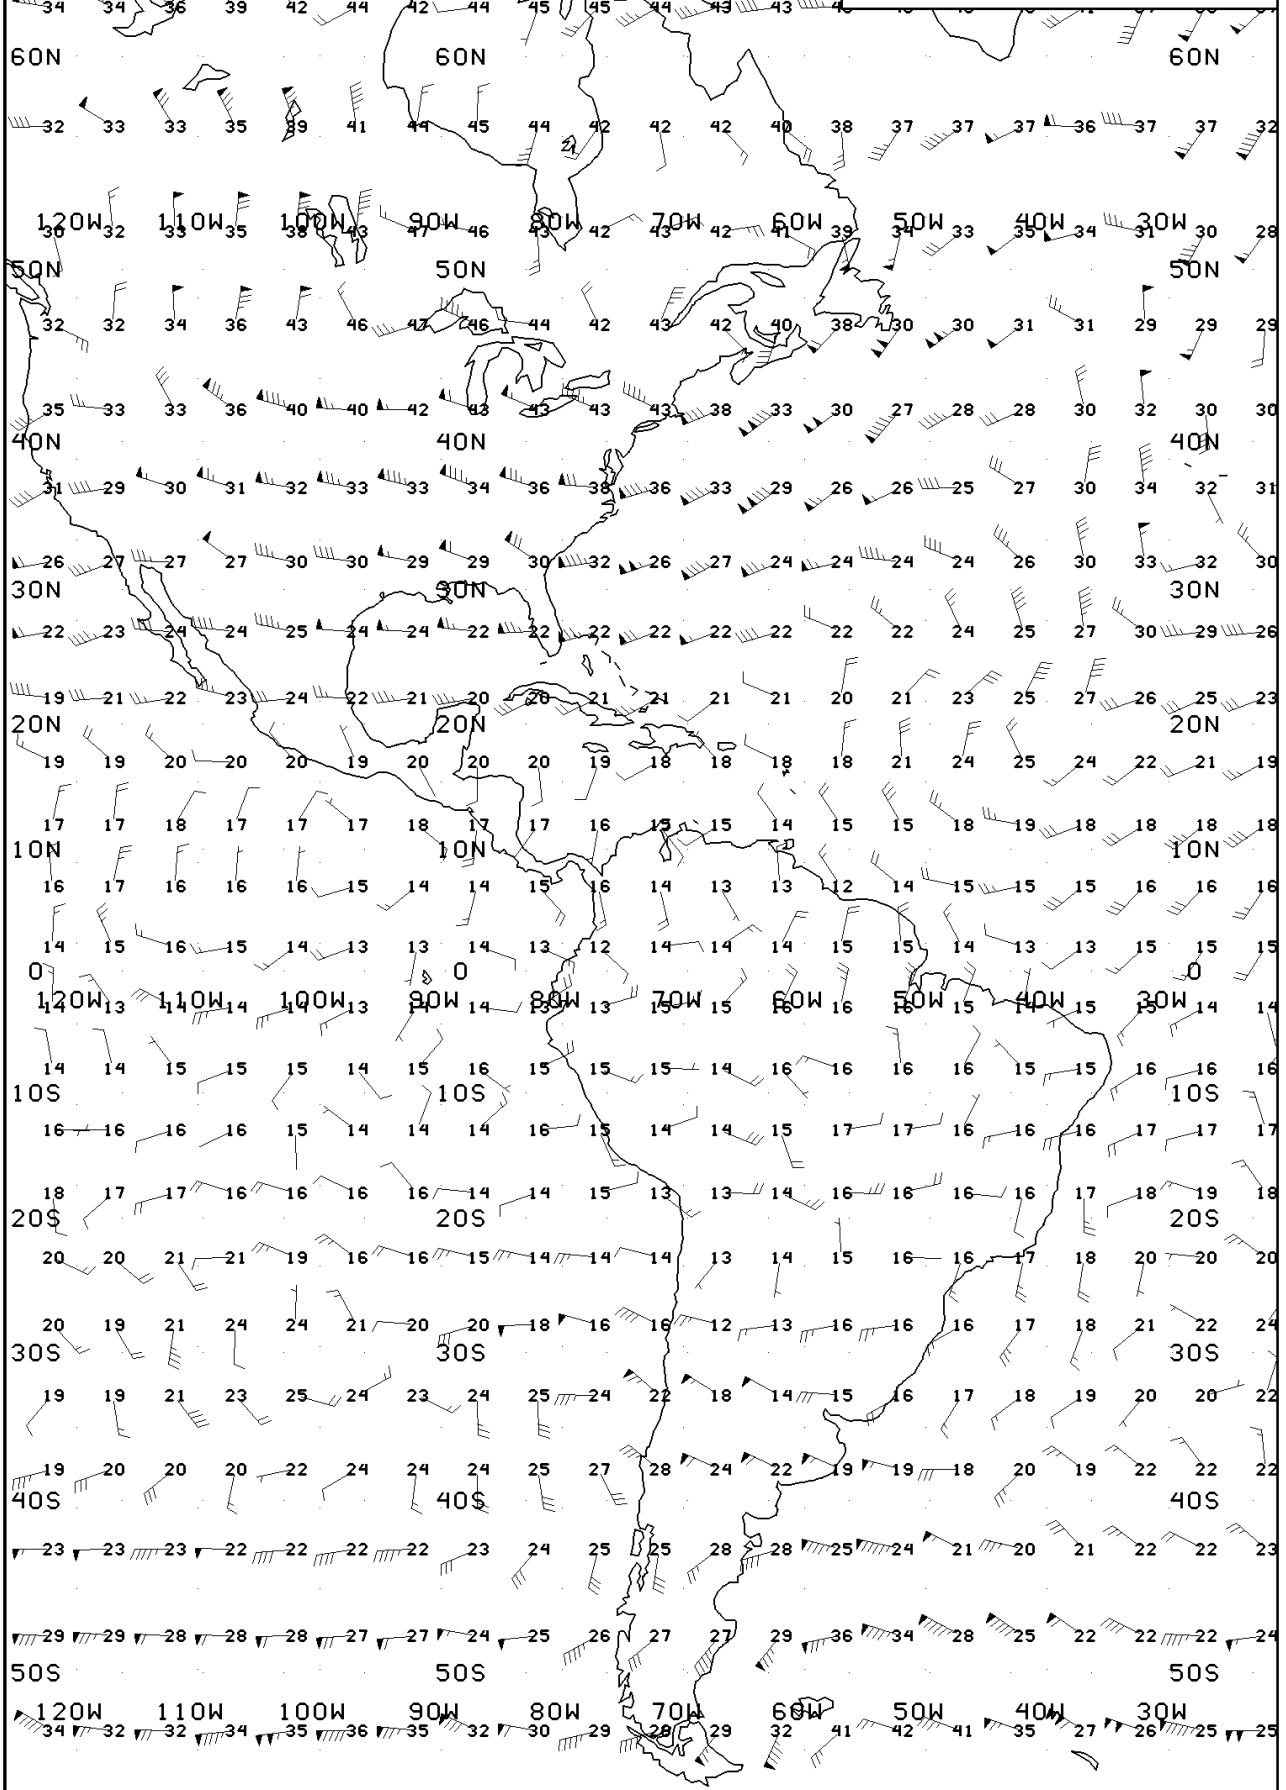 34 34 36 39 42 44 42 44 45 45 44 43 43
60N 60N 60N
32 33 33 35 39 41 44 45 44 42 42 42 40 38 37 37 37 36 37 37 32
120W 110W 100W 90W 80W 70W 60W 50W 40W 30W
30 32 33 35 38 43 47 46 43 42 43 42 41 39 34 33 35 34 31 30 28
50N 50N 50N
32 32 34 36 43 46 47 46 44 42 43 42 40 38 30 30 31 31 29 29 29
35 33 33 36 40 40 42 43 43 43 43 38 33 30 27 28 28 30 32 30 30
40N 40N 40N
31 29 30 31 32 33 33 34 36 38 36 33 29 26 26 25 27 30 34 32 31
26 27 27 27 30 30 29 29 30 32 26 27 24 24 24 24 26 30 33 32 30
30N 30N 30N
22 23 24 24 25 24 24 22 22 22 22 22 22 22 22 24 25 27 30 29 26
19 21 22 23 24 22 21 20 20 21 21 21 21 20 21 23 25 27 26 25 23
20N 20N 20N
19 19 20 20 20 19 20 20 20 19 18 18 18 18 21 24 25 24 22 21 19
17 17 18 17 17 17 18 17 17 16 15 15 14 15 15 18 19 18 18 18 18
10N 10N 10N
16 17 16 16 16 15 14 14 15 16 14 13 13 12 14 15 15 15 16 16 16
14 15 16 15 14 13 13 14 13 12 14 14 14 15 15 14 13 13 15 15 15
0 0 0
120W 110W 100W 90W 80W 70W 60W 50W 40W 30W
14 13 14 14 14 13 14 14 13 13 15 15 16 16 16 15 14 15 15 14 14
14 14 15 15 15 14 15 16 15 15 15 14 16 16 16 16 15 15 16 16 16
10S 10S 10S
16 16 16 16 15 14 14 14 16 15 14 14 15 17 17 16 16 16 17 17 17
18 17 17 16 16 16 16 14 14 15 13 13 14 16 16 16 16 17 18 19 18
20S 20S 20S
20 20 21 21 19 16 16 15 14 14 14 13 14 15 16 16 17 18 20 20 20
20 19 21 24 24 21 20 20 18 16 16 12 13 16 16 16 17 18 21 22 24
30S 30S 30S
19 19 21 23 25 24 23 24 25 24 22 18 14 15 16 17 18 19 20 20 22
19 20 20 20 22 24 24 24 25 27 28 24 22 19 19 18 20 19 22 22 22
40S 40S 40S
23 23 23 22 22 22 22 23 24 25 25 28 28 25 24 21 20 21 22 22 23
29 29 28 28 28 27 27 24 25 26 27 27 29 36 34 28 25 22 22 22 24
50S 50S 50S
120W 110W 100W 90W 80W 70W 60W 50W 40W 30W
34 32 32 34 35 36 35 32 30 29 28 29 32 41 42 41 35 27 26 25 25